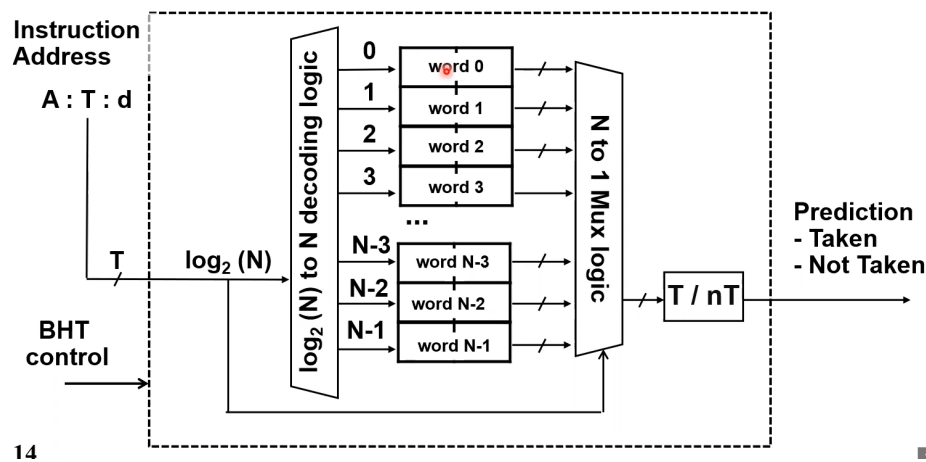 Instruction
Address
A : T : d
T
log₂ (N)
BHT
control
log₂ (N) to N decoding logic
0
1
2
3
...
N-3
N-2
N-1
word 0
word 1
word 2
word 3
word N-3
word N-2
word N-1
N to 1 Mux logic
T / nT
Prediction
- Taken
- Not Taken
14